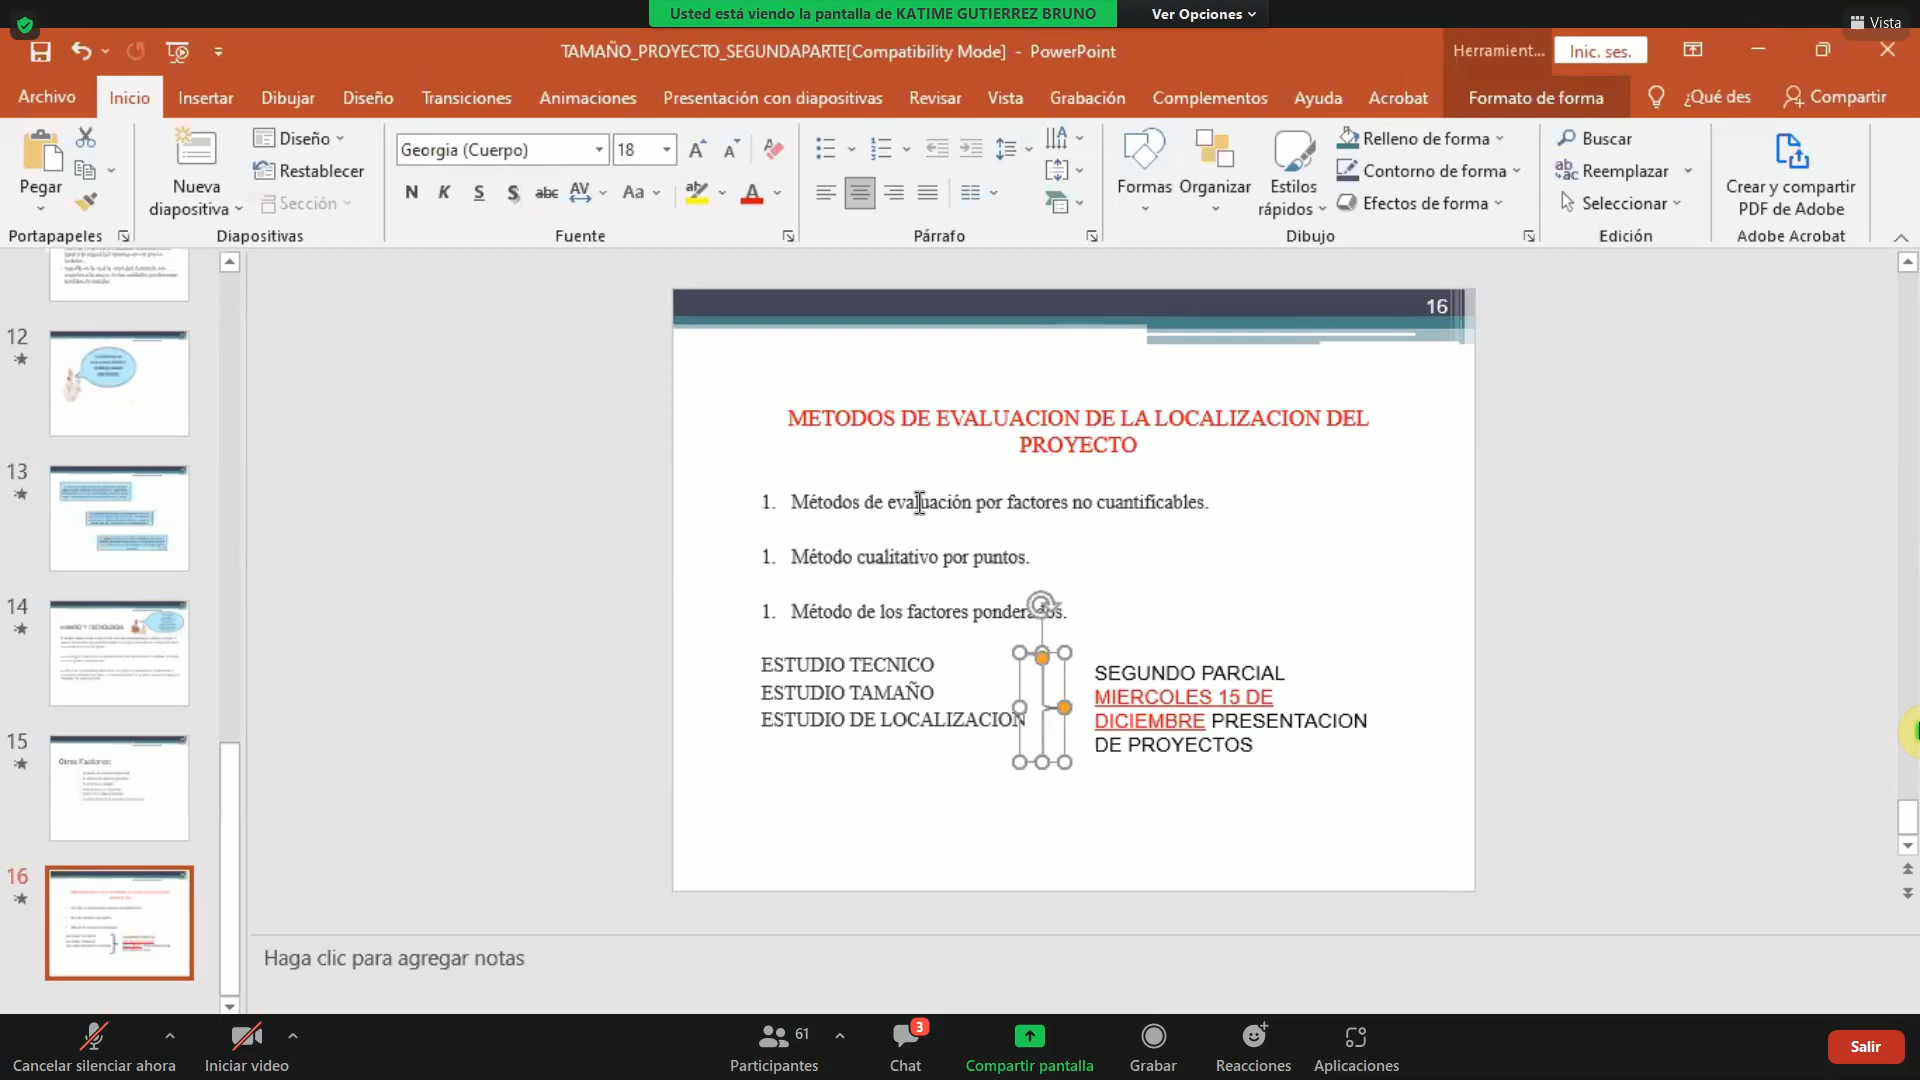 Usted está viendo la pantalla de KATIME GUTIERREZ BRUNO
Ver Opciones
Vista
TAMAÑO_PROYECTO_SEGUNDAPARTE[Compatibility Mode] - PowerPoint
Herramient...
Inic. ses.
Archivo
Inicio
Insertar
Dibujar
Diseño
Transiciones
Animaciones
Presentación con diapositivas
Revisar
Vista
Grabación
Complementos
Ayuda
Acrobat
Formato de forma
¿Qué des
Compartir
Pegar
Nueva
diapositiva
Diseño
Restablecer
Sección
Georgia (Cuerpo)
18
N K S S abc AV Aa
Formas
Organizar
Estilos
rápidos
Relleno de forma
Contorno de forma
Efectos de forma
Buscar
Reemplazar
Seleccionar
Crear y compartir
PDF de Adobe
Portapapeles
Diapositivas
Fuente
Párrafo
Dibujo
Edición
Adobe Acrobat
12
13
14
15
Otros Factores:
16
16
METODOS DE EVALUACION DE LA LOCALIZACION DEL
PROYECTO
1. Métodos de evaluación por factores no cuantificables.
1. Método cualitativo por puntos.
1. Método de los factores ponderados.
ESTUDIO TECNICO
ESTUDIO TAMAÑO
ESTUDIO DE LOCALIZACION
SEGUNDO PARCIAL
MIERCOLES 15 DE
DICIEMBRE PRESENTACION
DE PROYECTOS
Haga clic para agregar notas
Cancelar silenciar ahora
Iniciar video
61
Participantes
3
Chat
Compartir pantalla
Grabar
Reacciones
Aplicaciones
Salir